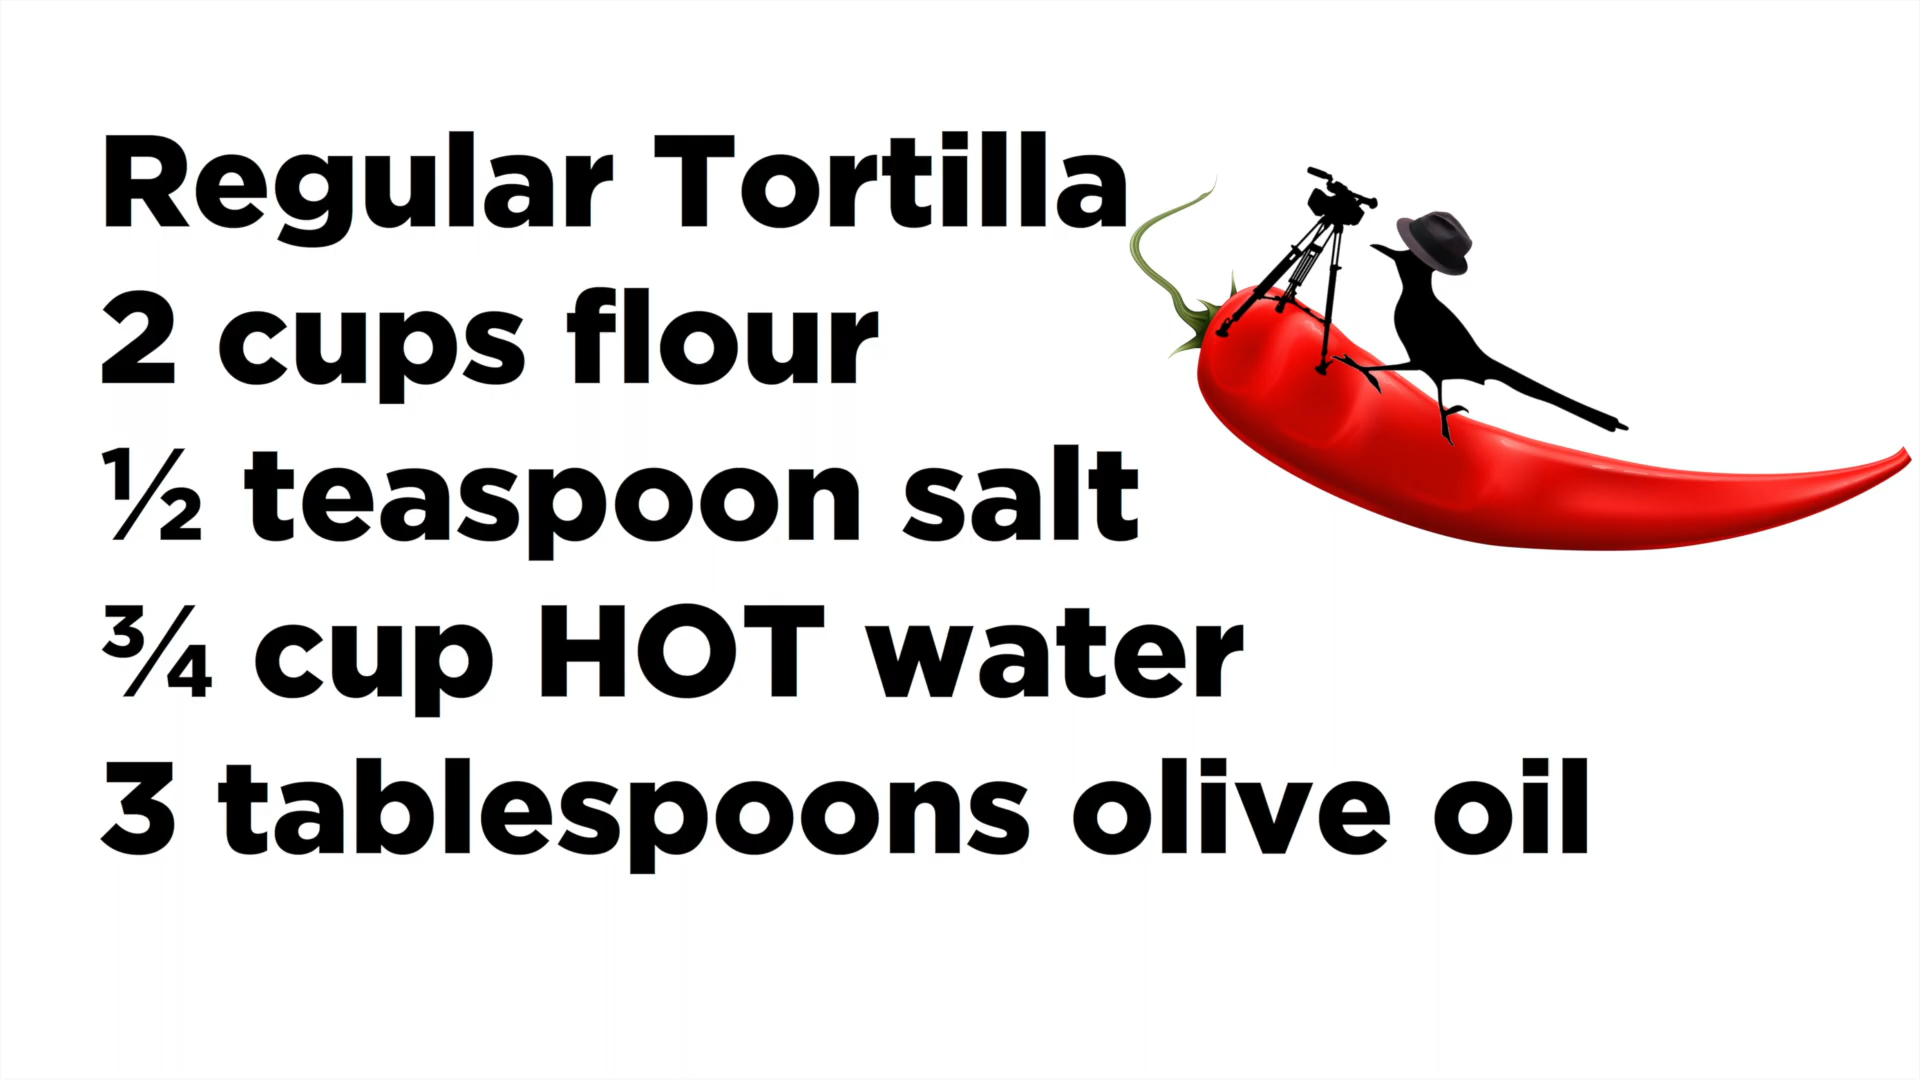 Regular Tortilla
2 cups flour
½ teaspoon salt
¾ cup HOT water
3 tablespoons olive oil